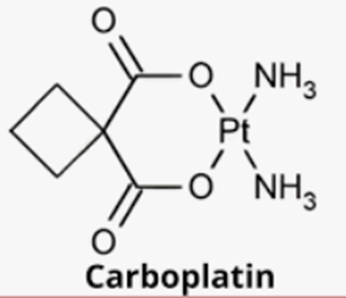 O
O NH3
Pt
O NH3
O
Carboplatin